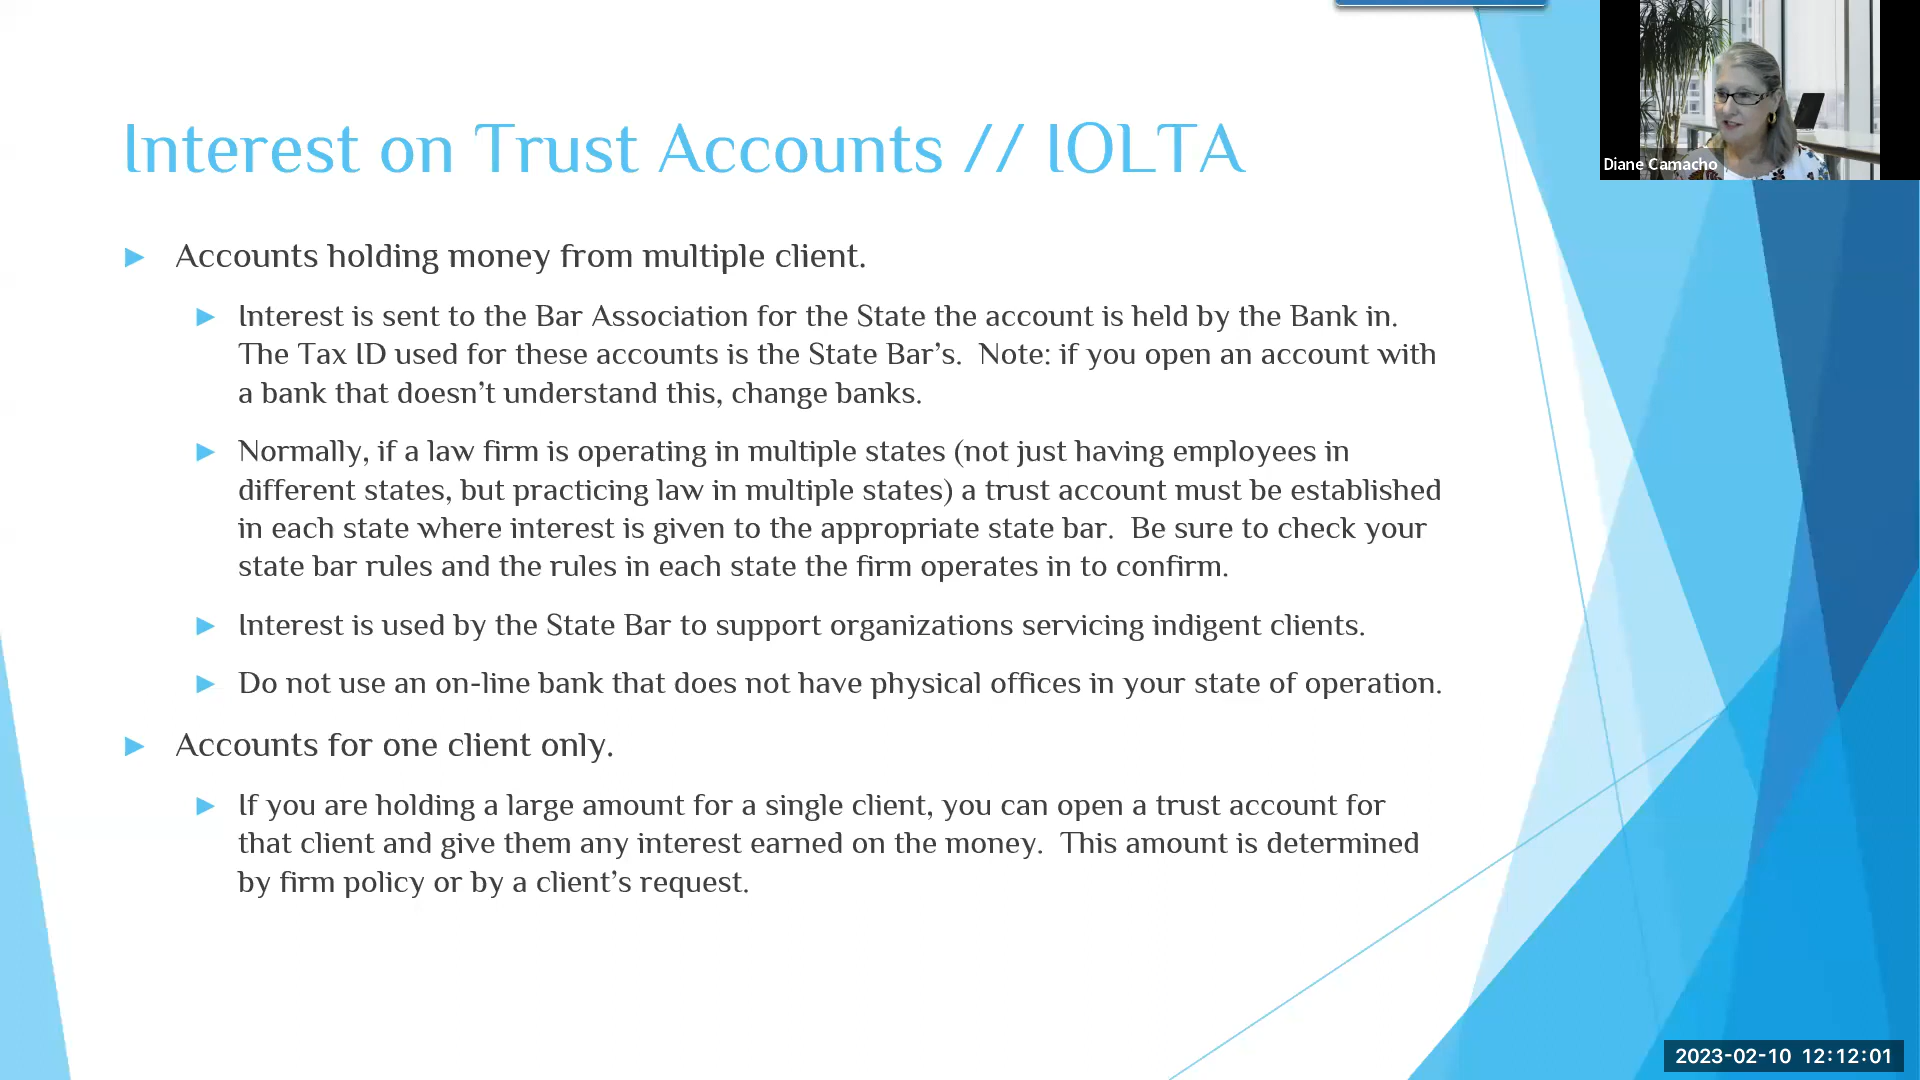 Interest on Trust Accounts // IOLTA
Diane Camacho
Accounts holding money from multiple client.
Interest is sent to the Bar Association for the State the account is held by the Bank in.
The Tax ID used for these accounts is the State Bar’s.  Note: if you open an account with
a bank that doesn’t understand this, change banks.
Normally, if a law firm is operating in multiple states (not just having employees in
different states, but practicing law in multiple states) a trust account must be established
in each state where interest is given to the appropriate state bar.  Be sure to check your
state bar rules and the rules in each state the firm operates in to confirm.
Interest is used by the State Bar to support organizations servicing indigent clients.
Do not use an on-line bank that does not have physical offices in your state of operation.
Accounts for one client only.
If you are holding a large amount for a single client, you can open a trust account for
that client and give them any interest earned on the money.  This amount is determined
by firm policy or by a client’s request.
2023-02-10 12:12:01